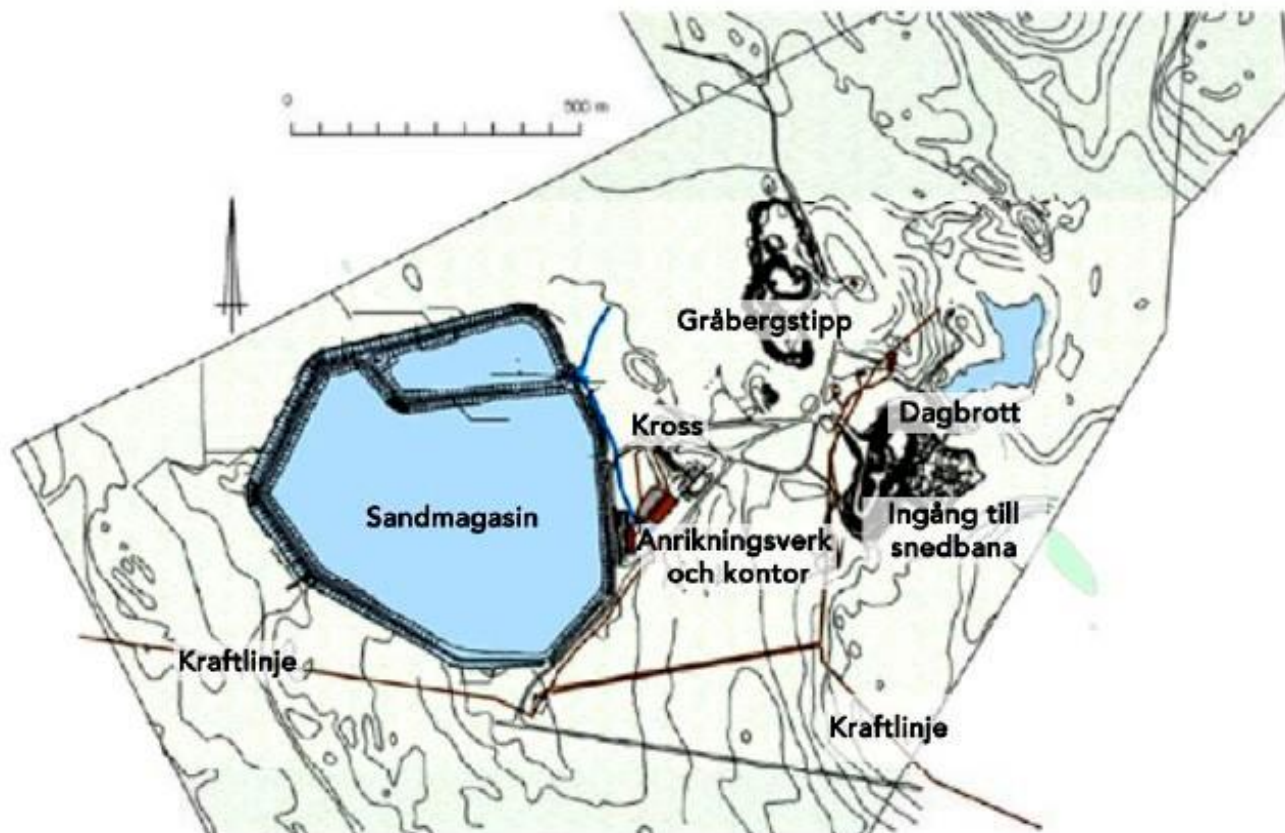 0
500 m
Gråbergstipp
Kross
Dagbrott
Sandmagasin
Anrikningsverk
och kontor
Ingång till
snedbana
Kraftlinje
Kraftlinje